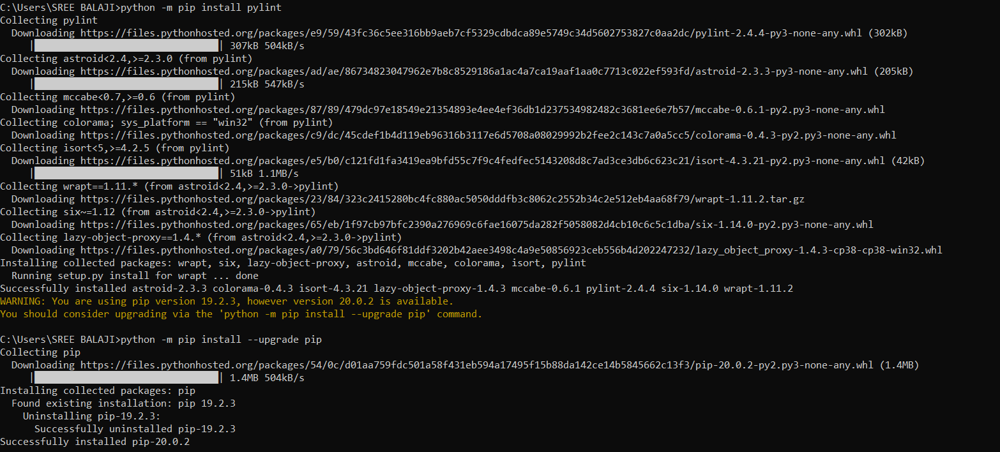 C:\Users\SREE BALAJI>python -m pip install pylint
Collecting pylint
  Downloading https://files.pythonhosted.org/packages/e9/59/43fc36c5ee316bb9aeb7cf5329cdbdca89e5749c34d5602753827c0aa2dc/pylint-2.4.4-py3-none-any.whl (302kB)
     |████████████████████████████████| 307kB 504kB/s
Collecting astroid<2.4,>=2.3.0 (from pylint)
  Downloading https://files.pythonhosted.org/packages/ad/ae/86734823047962e7b8c8529186a1ac4a7ca19aaf1aa0c7713c022ef593fd/astroid-2.3.3-py3-none-any.whl (205kB)
     |████████████████████████████████| 215kB 547kB/s
Collecting mccabe<0.7,>=0.6 (from pylint)
  Downloading https://files.pythonhosted.org/packages/87/89/479dc97e18549e21354893e4ee4ef36db1d237534982482c3681ee6e7b57/mccabe-0.6.1-py2.py3-none-any.whl
Collecting colorama; sys_platform == "win32" (from pylint)
  Downloading https://files.pythonhosted.org/packages/c9/dc/45cdef1b4d119eb96316b3117e6d5708a08029992b2fee2c143c7a0a5cc5/colorama-0.4.3-py2.py3-none-any.whl
Collecting isort<5,>=4.2.5 (from pylint)
  Downloading https://files.pythonhosted.org/packages/e5/b0/c121fd1fa3419ea9bfd55c7f9c4fedfec5143208d8c7ad3ce3db6c623c21/isort-4.3.21-py2.py3-none-any.whl (42kB)
     |████████████████████████████████| 51kB 1.1MB/s
Collecting wrapt==1.11.* (from astroid<2.4,>=2.3.0->pylint)
  Downloading https://files.pythonhosted.org/packages/23/84/323c2415280bc4fc880ac5050dddfb3c8062c2552b34c2e512eb4aa68f79/wrapt-1.11.2.tar.gz
Collecting six~=1.12 (from astroid<2.4,>=2.3.0->pylint)
  Downloading https://files.pythonhosted.org/packages/65/eb/1f97cb97bfc2390a276969c6fae16075da282f5058082d4cb10c6c5c1dba/six-1.14.0-py2.py3-none-any.whl
Collecting lazy-object-proxy==1.4.* (from astroid<2.4,>=2.3.0->pylint)
  Downloading https://files.pythonhosted.org/packages/a0/79/56c3bd646f81ddf3202b42aee3498c4a9e50856923ceb556b4d202247232/lazy_object_proxy-1.4.3-cp38-cp38-win32.whl
Installing collected packages: wrapt, six, lazy-object-proxy, astroid, mccabe, colorama, isort, pylint
  Running setup.py install for wrapt ... done
Successfully installed astroid-2.3.3 colorama-0.4.3 isort-4.3.21 lazy-object-proxy-1.4.3 mccabe-0.6.1 pylint-2.4.4 six-1.14.0 wrapt-1.11.2
WARNING: You are using pip version 19.2.3, however version 20.0.2 is available.
You should consider upgrading via the 'python -m pip install --upgrade pip' command.
C:\Users\SREE BALAJI>python -m pip install --upgrade pip
Collecting pip
  Downloading https://files.pythonhosted.org/packages/54/0c/d01aa759fdc501a58f431eb594a17495f15b88da142ce14b5845662c13f3/pip-20.0.2-py2.py3-none-any.whl (1.4MB)
     |████████████████████████████████| 1.4MB 504kB/s
Installing collected packages: pip
  Found existing installation: pip 19.2.3
    Uninstalling pip-19.2.3:
      Successfully uninstalled pip-19.2.3
Successfully installed pip-20.0.2